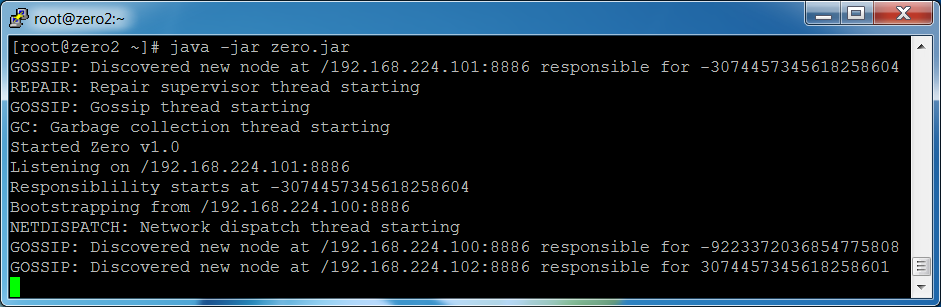 root@zero2:~
[root@zero2 ~]# java -jar zero.jar
GOSSIP: Discovered new node at /192.168.224.101:8886 responsible for -3074457345618258604
REPAIR: Repair supervisor thread starting
GOSSIP: Gossip thread starting
GC: Garbage collection thread starting
Started Zero v1.0
Listening on /192.168.224.101:8886
Responsiblility starts at -3074457345618258604
Bootstrapping from /192.168.224.100:8886
NETDISPATCH: Network dispatch thread starting
GOSSIP: Discovered new node at /192.168.224.100:8886 responsible for -9223372036854775808
GOSSIP: Discovered new node at /192.168.224.102:8886 responsible for 3074457345618258601